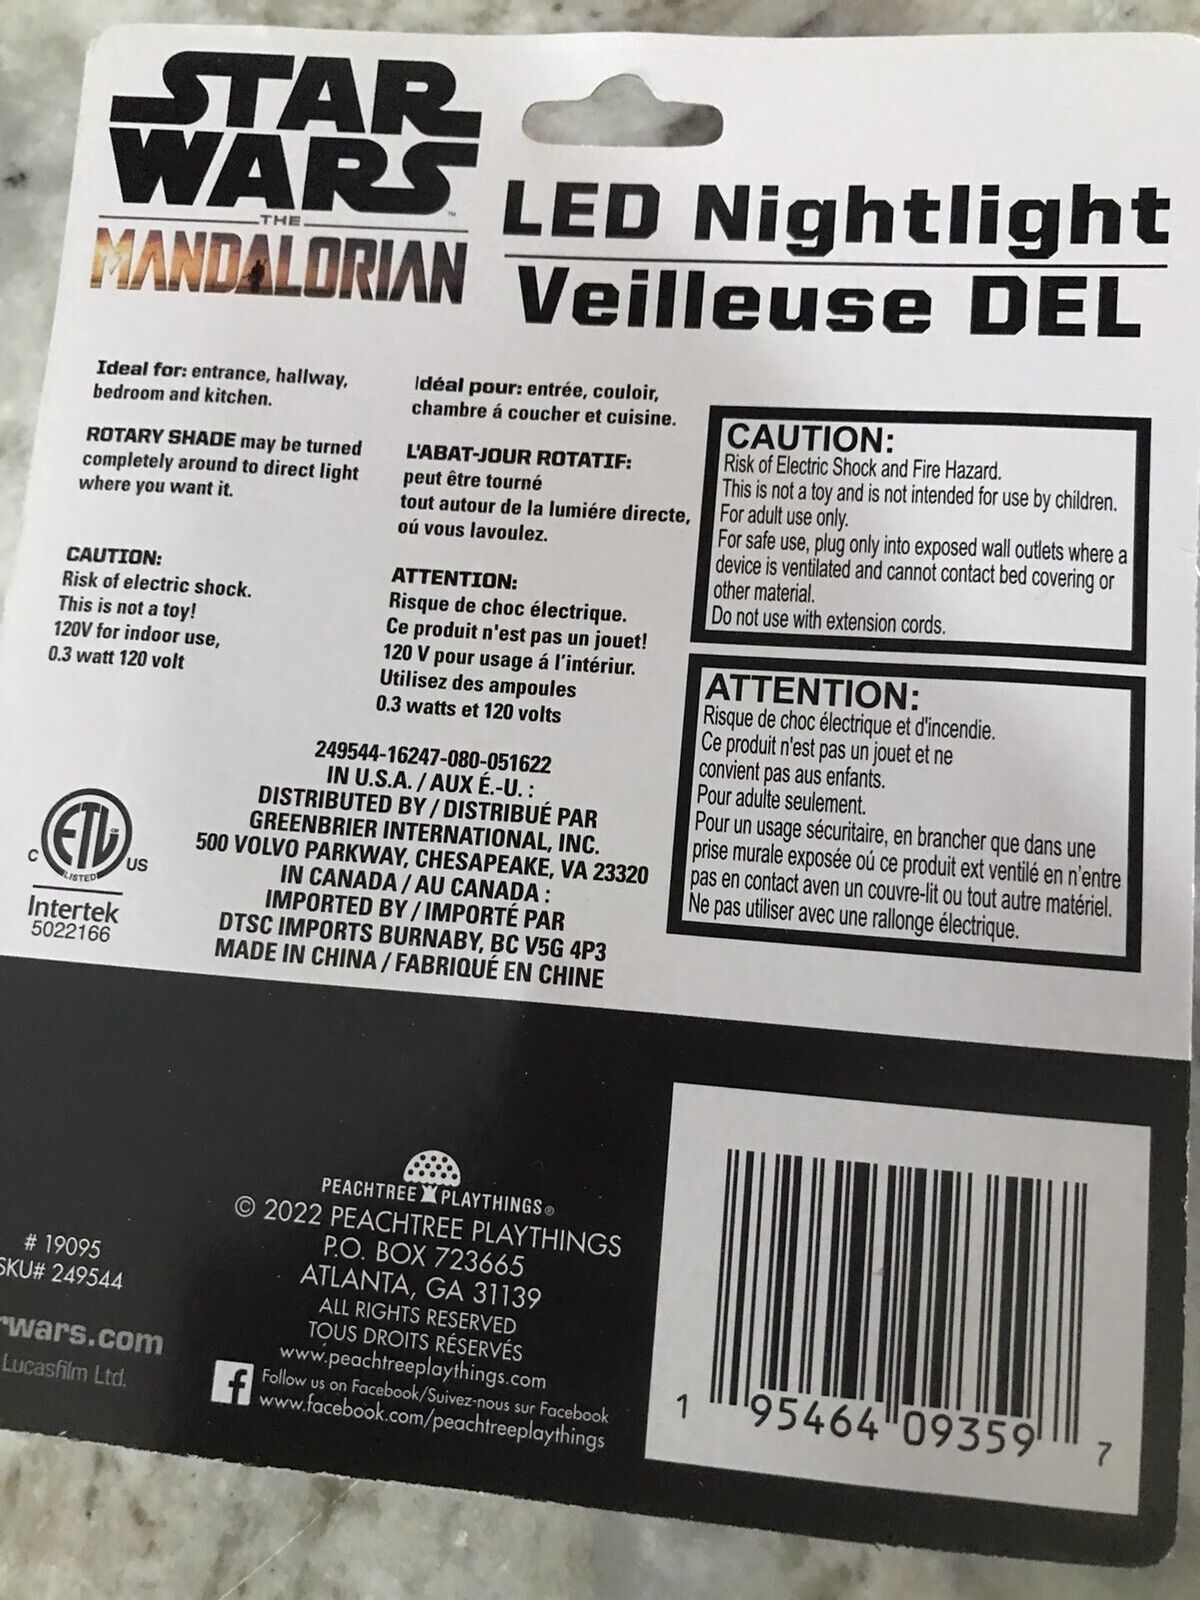 STAR
WARS™
THE
MANDALORIAN
LED Nightlight
Veilleuse DEL
Ideal for: entrance, hallway,
bedroom and kitchen.
ROTARY SHADE may be turned
completely around to direct light
where you want it.
CAUTION:
Risk of electric shock.
This is not a toy!
120V for indoor use,
0.3 watt 120 volt
Idéal pour: entrée, couloir,
chambre á coucher et cuisine.
L'ABAT-JOUR ROTATIF:
peut être tourné
tout autour de la lumiére directe,
oú vous lavoulez.
ATTENTION:
Risque de choc électrique.
Ce produit n'est pas un jouet!
120 V pour usage á l'intériur.
Utilisez des ampoules
0.3 watts et 120 volts
CAUTION:
Risk of Electric Shock and Fire Hazard.
This is not a toy and is not intended for use by children.
For adult use only.
For safe use, plug only into exposed wall outlets where a
device is ventilated and cannot contact bed covering or
other material.
Do not use with extension cords.
ATTENTION:
Risque de choc électrique et d'incendie.
Ce produit n'est pas un jouet et ne
convient pas aus enfants.
Pour adulte seulement.
Pour un usage sécuritaire, en brancher que dans une
prise murale exposée oú ce produit ext ventilé en n'entre
pas en contact aven un couvre-lit ou tout autre matériel.
Ne pas utiliser avec une rallonge électrique.
249544-16247-080-051622
IN U.S.A. / AUX É.-U. :
DISTRIBUTED BY / DISTRIBUÉ PAR
GREENBRIER INTERNATIONAL, INC.
500 VOLVO PARKWAY, CHESAPEAKE, VA 23320
IN CANADA / AU CANADA :
IMPORTED BY / IMPORTÉ PAR
DTSC IMPORTS BURNABY, BC V5G 4P3
MADE IN CHINA / FABRIQUÉ EN CHINE
ETL CM
C LISTED US
Intertek
5022166
# 19095
SKU# 249544
rwars.com
Lucasfilm Ltd.
PEACHTREE PLAYTHINGS®
© 2022 PEACHTREE PLAYTHINGS
P.O. BOX 723665
ATLANTA, GA 31139
ALL RIGHTS RESERVED
TOUS DROITS RÉSERVÉS
www.peachtreeplaythings.com
f Follow us on Facebook/Suivez-nous sur Facebook
www.facebook.com/peachtreeplaythings
1 95464 09359 7